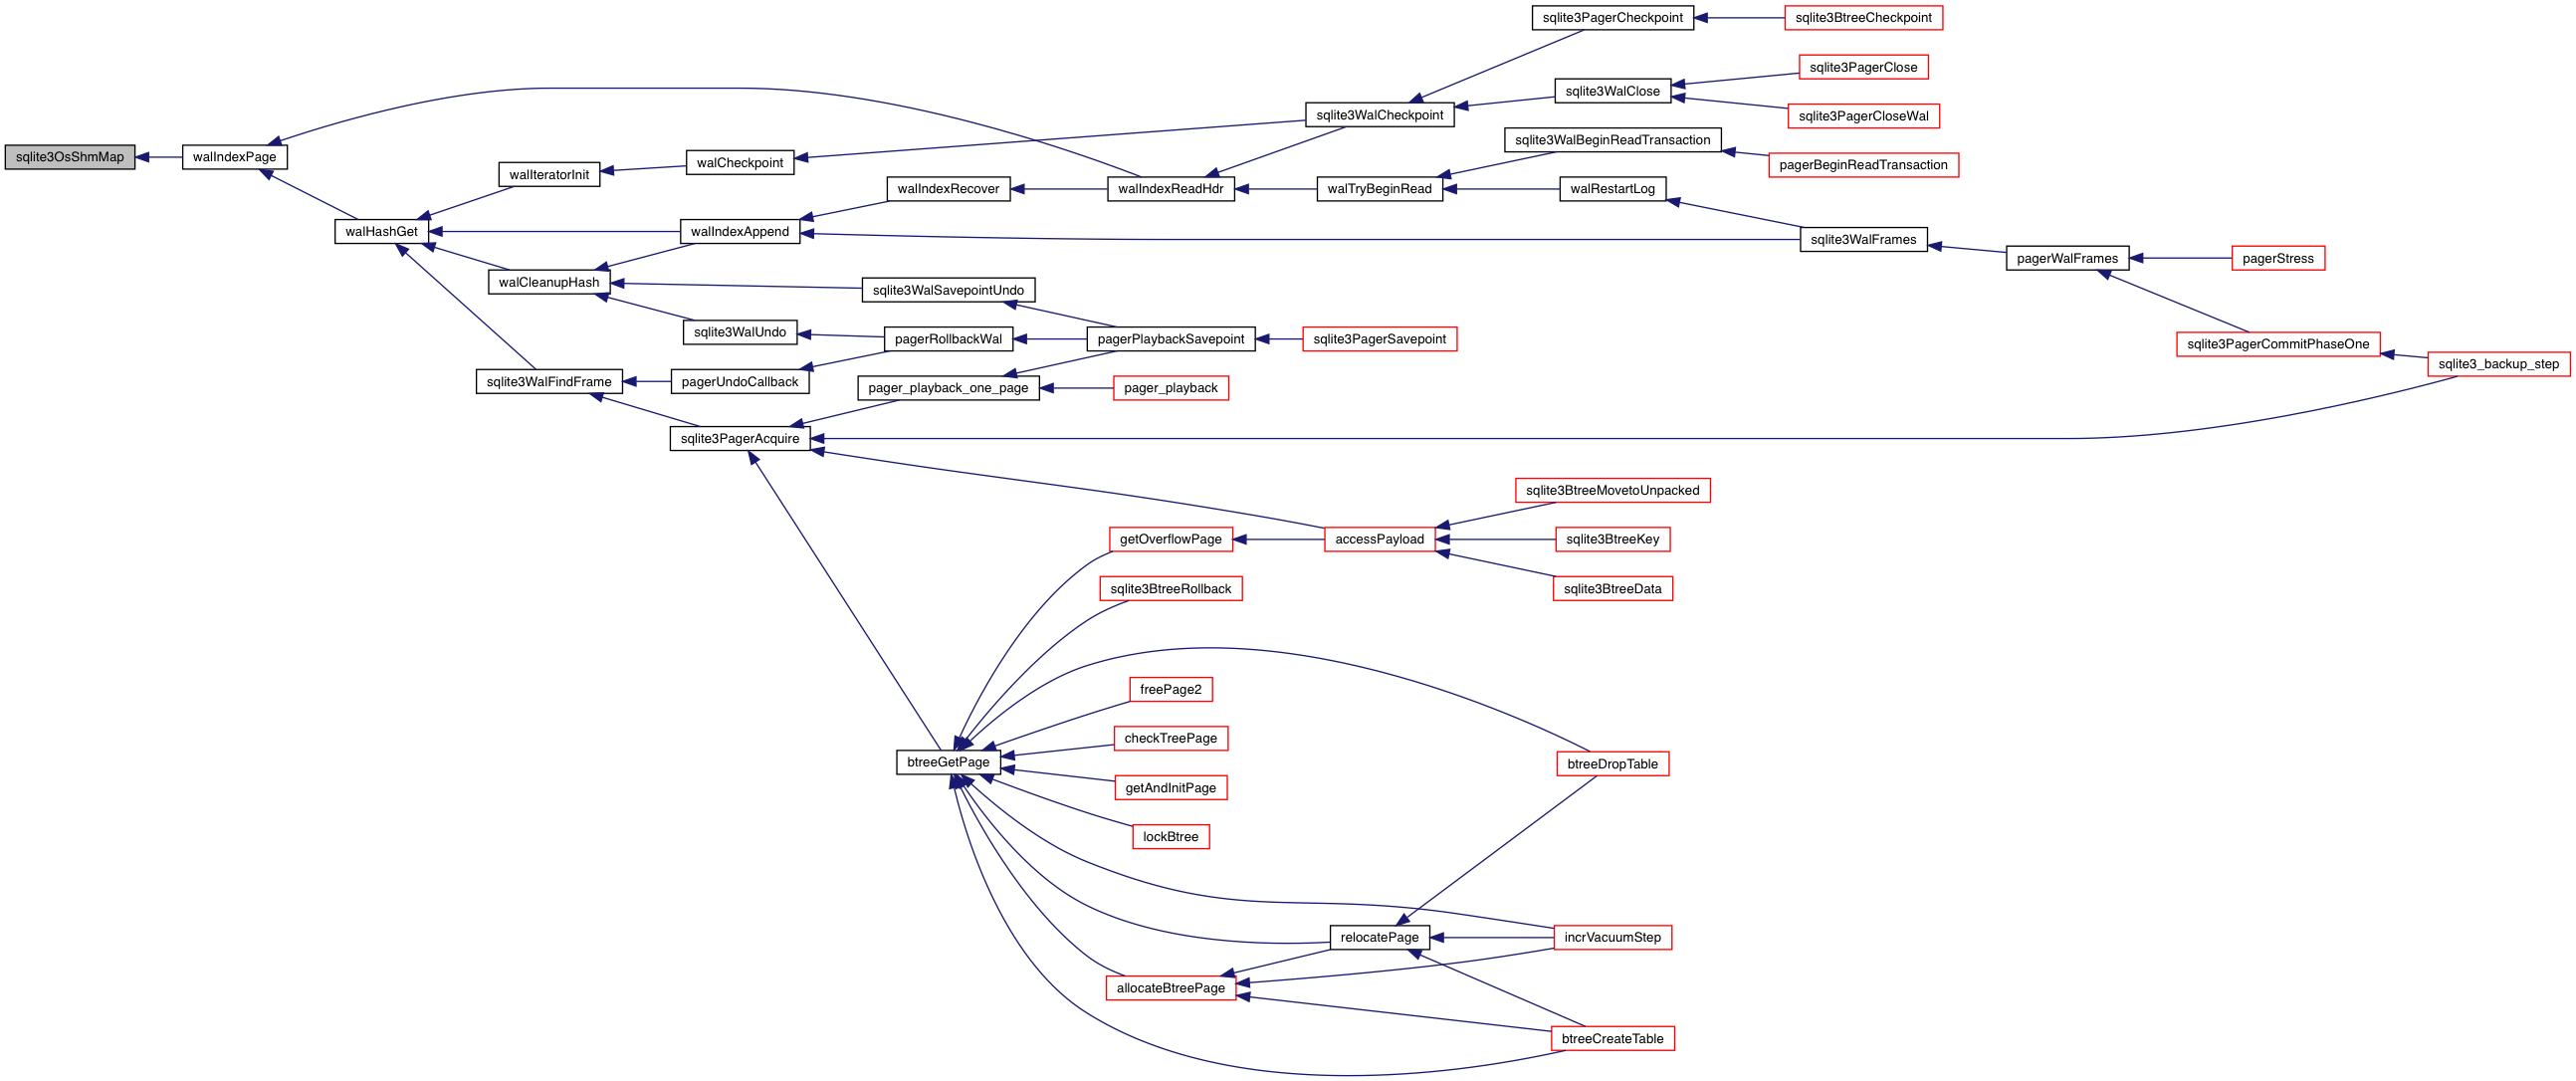 sqlite3OsShmMap
walIndexPage
walHashGet
walIteratorInit
walCleanupHash
sqlite3WalFindFrame
walCheckpoint
walIndexAppend
sqlite3WalUndo
pagerUndoCallback
sqlite3PagerAcquire
walIndexRecover
sqlite3WalSavepointUndo
pagerRollbackWal
pager_playback_one_page
btreeGetPage
walIndexReadHdr
pagerPlaybackSavepoint
pager_playback
getOverflowPage
sqlite3BtreeRollback
freePage2
checkTreePage
getAndInitPage
lockBtree
allocateBtreePage
sqlite3WalCheckpoint
walTryBeginRead
sqlite3PagerSavepoint
accessPayload
relocatePage
sqlite3PagerCheckpoint
sqlite3WalClose
sqlite3WalBeginReadTransaction
walRestartLog
sqlite3BtreeMovetoUnpacked
sqlite3BtreeKey
sqlite3BtreeData
btreeDropTable
incrVacuumStep
btreeCreateTable
sqlite3BtreeCheckpoint
sqlite3PagerClose
sqlite3PagerCloseWal
pagerBeginReadTransaction
sqlite3WalFrames
pagerWalFrames
pagerStress
sqlite3PagerCommitPhaseOne
sqlite3_backup_step